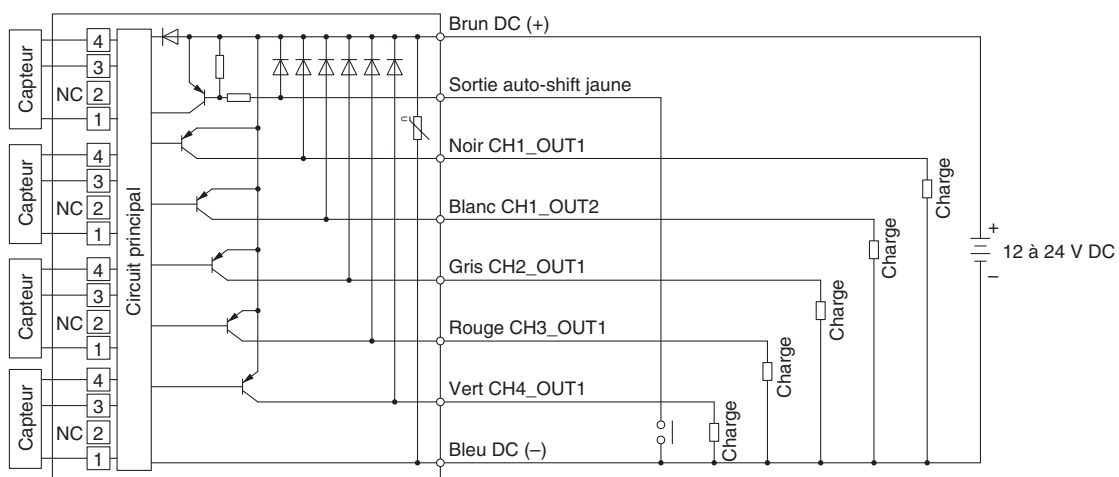 Brun DC (+)
Sortie auto-shift jaune
Noir CH1_OUT1
Blanc CH1_OUT2
Gris CH2_OUT1
Rouge CH3_OUT1
Vert CH4_OUT1
Bleu DC (–)
Capteur
4
3
NC 2
1
Capteur
4
3
NC 2
1
Capteur
4
3
NC 2
1
Capteur
4
3
NC 2
1
Circuit principal
n
Charge
Charge
Charge
Charge
Charge
+
12 à 24 V DC
–